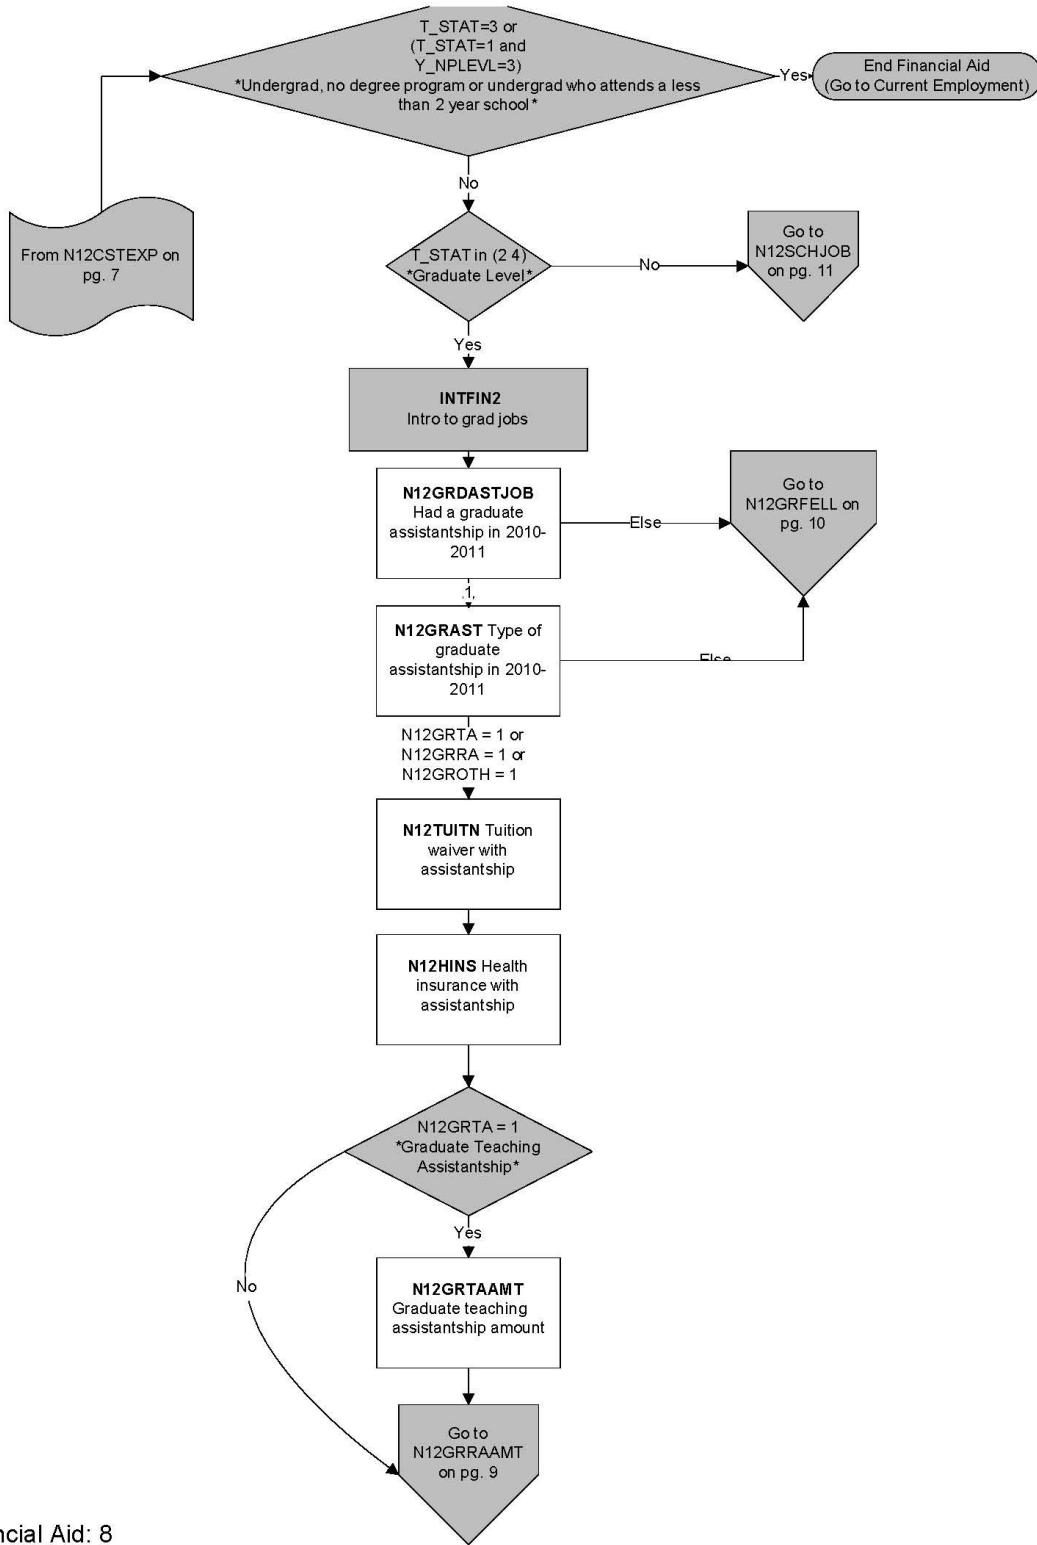 T_STAT=3 or
(T_STAT=1 and
Y_NPLEVL=3)
*Undergrad, no degree program or undergrad who attends a less
than 2 year school*
Yes
End Financial Aid
(Go to Current Employment)
No
From N12CSTEXP on
pg. 7
T_STAT in (2 4)
*Graduate Level*
No
Go to
N12SCHJOB
on pg. 11
Yes
INTFIN2
Intro to grad jobs
N12GRDASTJOB
Had a graduate
assistantship in 2010-
2011
Else
Go to
N12GRFELL on
pg. 10
1,
N12GRAST Type of
graduate
assistantship in 2010-
2011
Else
N12GRTA = 1 or
N12GRRA = 1 or
N12GROTH = 1
N12TUITN Tuition
waiver with
assistantship
N12HINS Health
insurance with
assistantship
N12GRTA = 1
*Graduate Teaching
Assistantship*
Yes
No
N12GRTAAMT
Graduate teaching
assistantship amount
Go to
N12GRRAAMT
on pg. 9
ncial Aid: 8